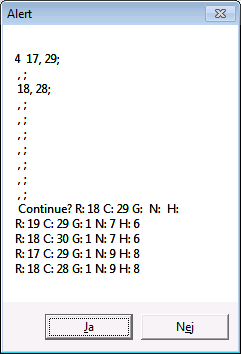 Alert
4  17, 29;
, ;
18, 28;
, ;
, ;
, ;
, ;
, ;
, ;
, ;
Continue? R: 18 C: 29 G:  N:  H:
R: 19 C: 29 G: 1 N: 7 H: 6
R: 18 C: 30 G: 1 N: 7 H: 6
R: 17 C: 29 G: 1 N: 9 H: 8
R: 18 C: 28 G: 1 N: 9 H: 8
Ja
Nej